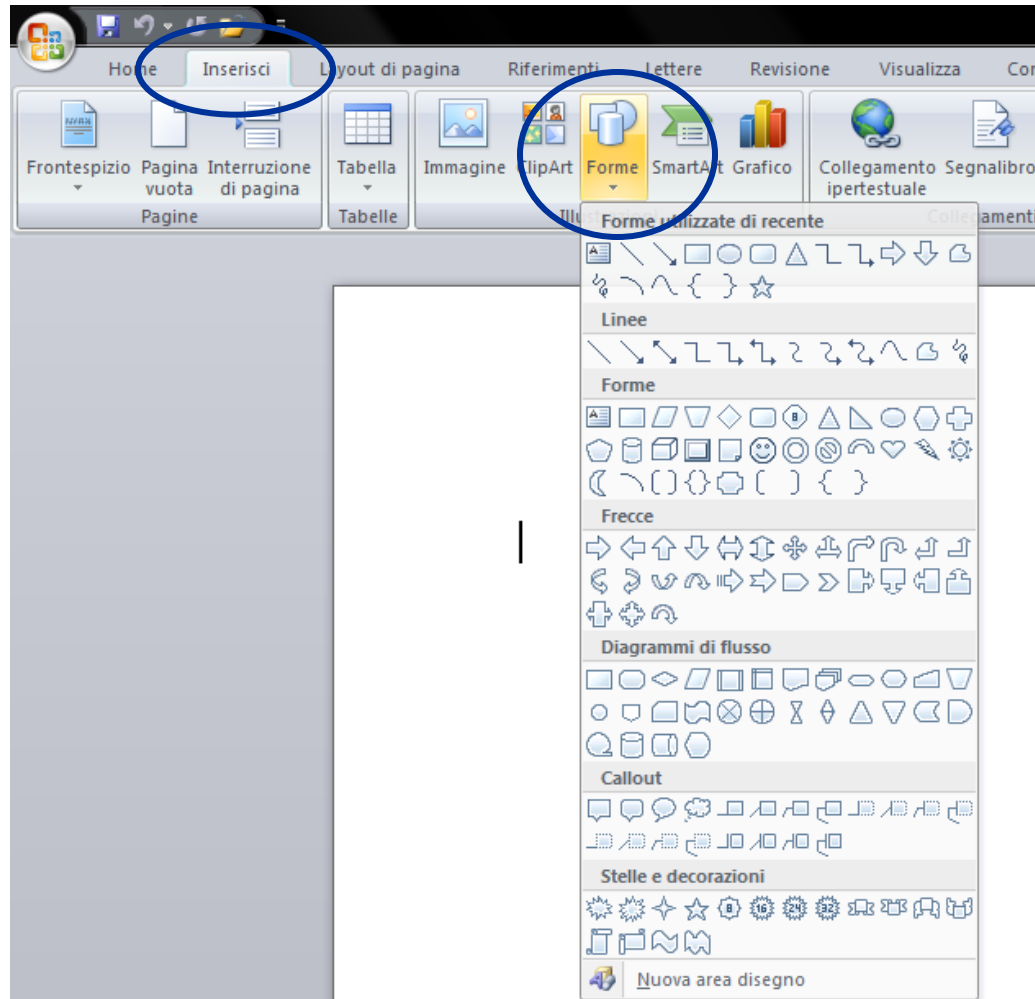 Home Inserisci Layout di pagina Riferimenti Lettere Revisione Visualizza
Frontespizio Pagina vuota Interruzione di pagina Tabella Immagine ClipArt Forme SmartArt Grafico Collegamento ipertestuale Segnalibro
Pagine Tabelle
Forme utilizzate di recente
Linee
Forme
Frecce
Diagrammi di flusso
Callout
Stelle e decorazioni
Nuova area disegno